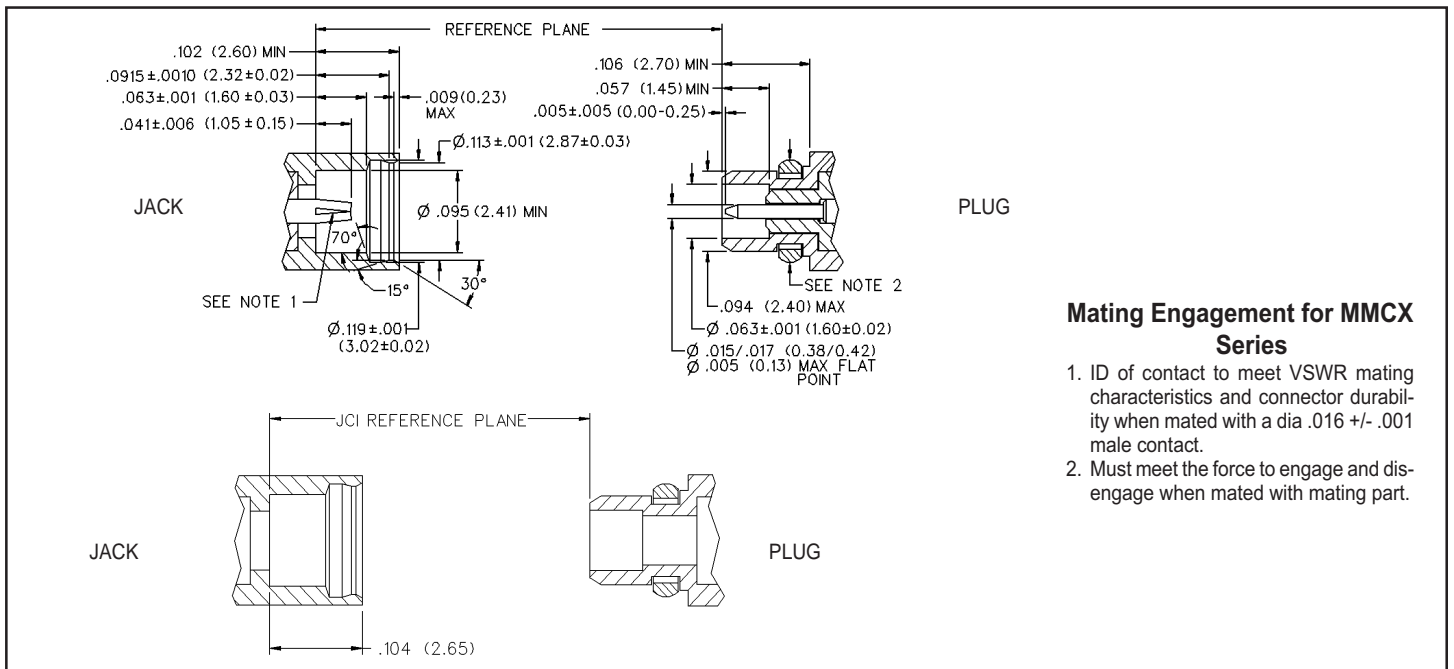 REFERENCE PLANE
.102 (2.60) MIN
.0915±.0010 (2.32±0.02)
.063±.001 (1.60±0.03)
.041±.006 (1.05±0.15)
.009(0.23)
MAX
Ø.113±.001 (2.87±0.03)
.106 (2.70) MIN
.057 (1.45) MIN
.005±.005 (0.00-0.25)
JACK
Ø .095 (2.41) MIN
PLUG
70°
30°
15°
SEE NOTE 1
Ø.119±.001
(3.02±0.02)
SEE NOTE 2
.094 (2.40) MAX
Ø .063±.001 (1.60±0.02)
Ø .015/.017 (0.38/0.42)
Ø .005 (0.13) MAX FLAT
POINT
Mating Engagement for MMCX
Series
1. ID of contact to meet VSWR mating
characteristics and connector durabil-
ity when mated with a dia .016 +/- .001
male contact.
2. Must meet the force to engage and dis-
engage when mated with mating part.
JCI REFERENCE PLANE
JACK
PLUG
.104 (2.65)